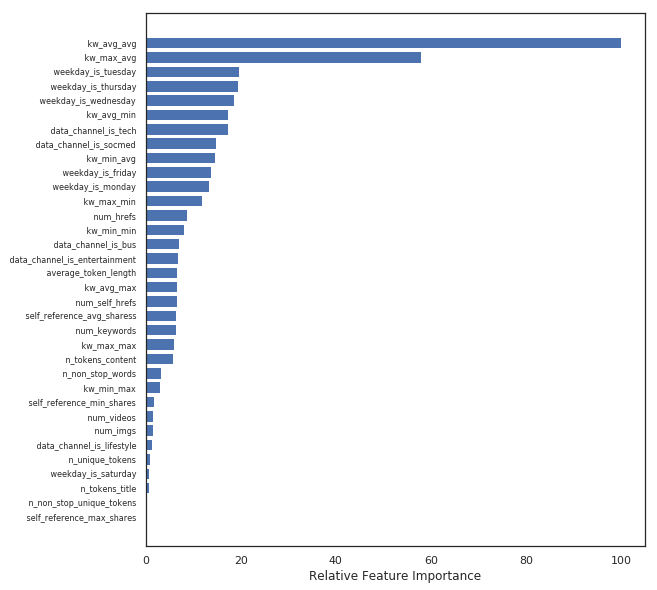 kw_avg_avg
kw_max_avg
weekday_is_tuesday
weekday_is_thursday
weekday_is_wednesday
kw_avg_min
data_channel_is_tech
data_channel_is_socmed
kw_min_avg
weekday_is_friday
weekday_is_monday
kw_max_min
num_hrefs
kw_min_min
data_channel_is_bus
data_channel_is_entertainment
average_token_length
kw_avg_max
num_self_hrefs
self_reference_avg_sharess
num_keywords
kw_max_max
n_tokens_content
n_non_stop_words
kw_min_max
self_reference_min_shares
num_videos
num_imgs
data_channel_is_lifestyle
n_unique_tokens
weekday_is_saturday
n_tokens_title
n_non_stop_unique_tokens
self_reference_max_shares
0 20 40 60 80 100
Relative Feature Importance